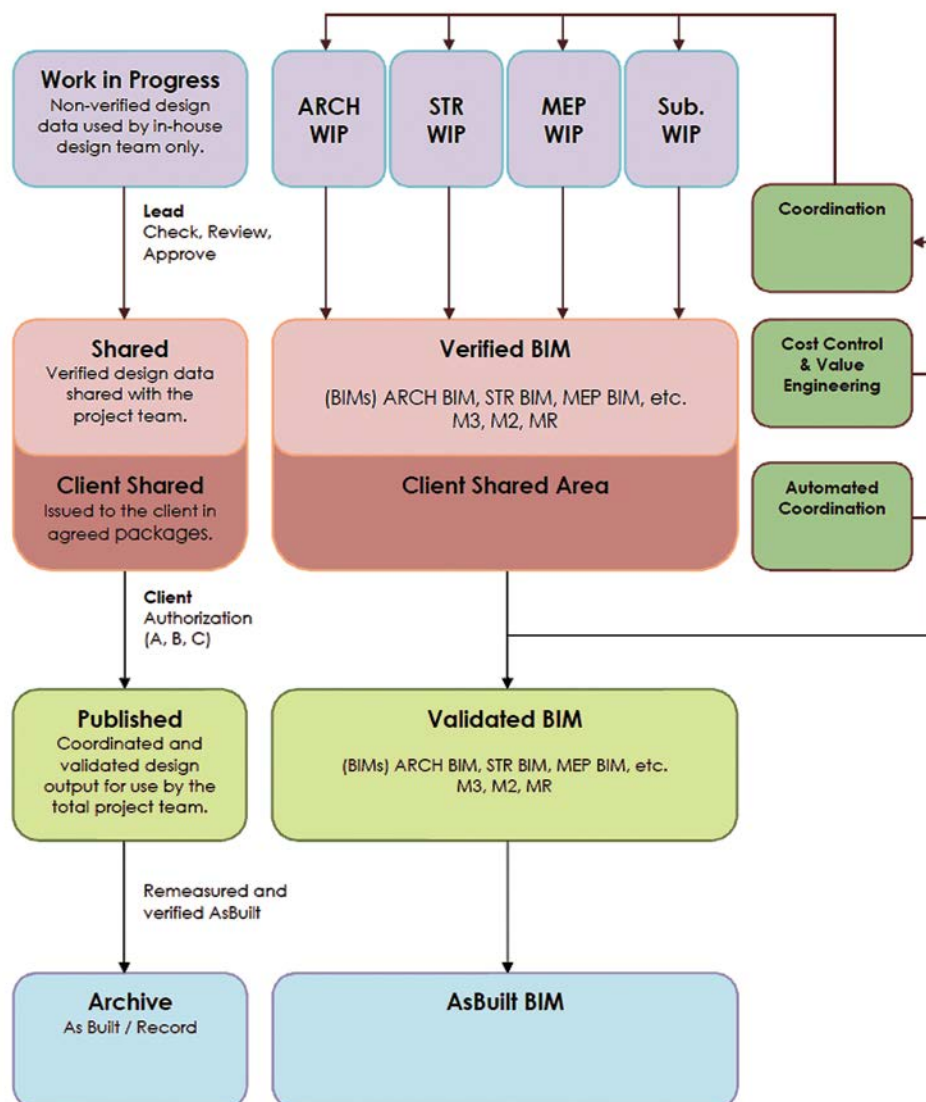 Work in Progress
Non-verified design
data used by in-house
design team only.
ARCH
WIP
STR
WIP
MEP
WIP
Sub.
WIP
Lead
Check, Review,
Approve
Coordination
Shared
Verified design data
shared with the
project team.
Verified BIM
(BIMs) ARCH BIM, STR BIM, MEP BIM, etc.
M3, M2, MR
Cost Control
& Value
Engineering
Client Shared
Issued to the client in
agreed packages.
Client Shared Area
Automated
Coordination
Client
Authorization
(A, B, C)
Published
Coordinated and
validated design
output for use by the
total project team.
Validated BIM
(BIMs) ARCH BIM, STR BIM, MEP BIM, etc.
M3, M2, MR
Remeasured and
verified AsBuilt
Archive
As Built / Record
AsBuilt BIM